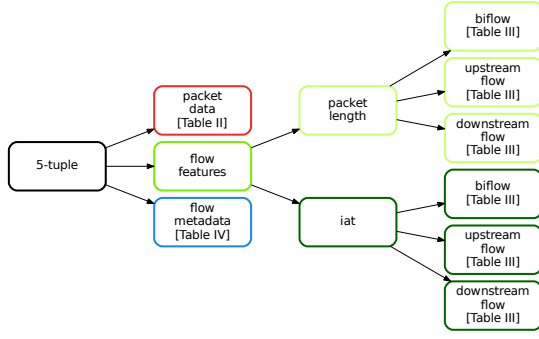 5-tuple
packet
data
[Table II]
flow
features
flow
metadata
[Table IV]
packet
length
iat
biflow
[Table III]
upstream
flow
[Table III]
downstream
flow
[Table III]
biflow
[Table III]
upstream
flow
[Table III]
downstream
flow
[Table III]